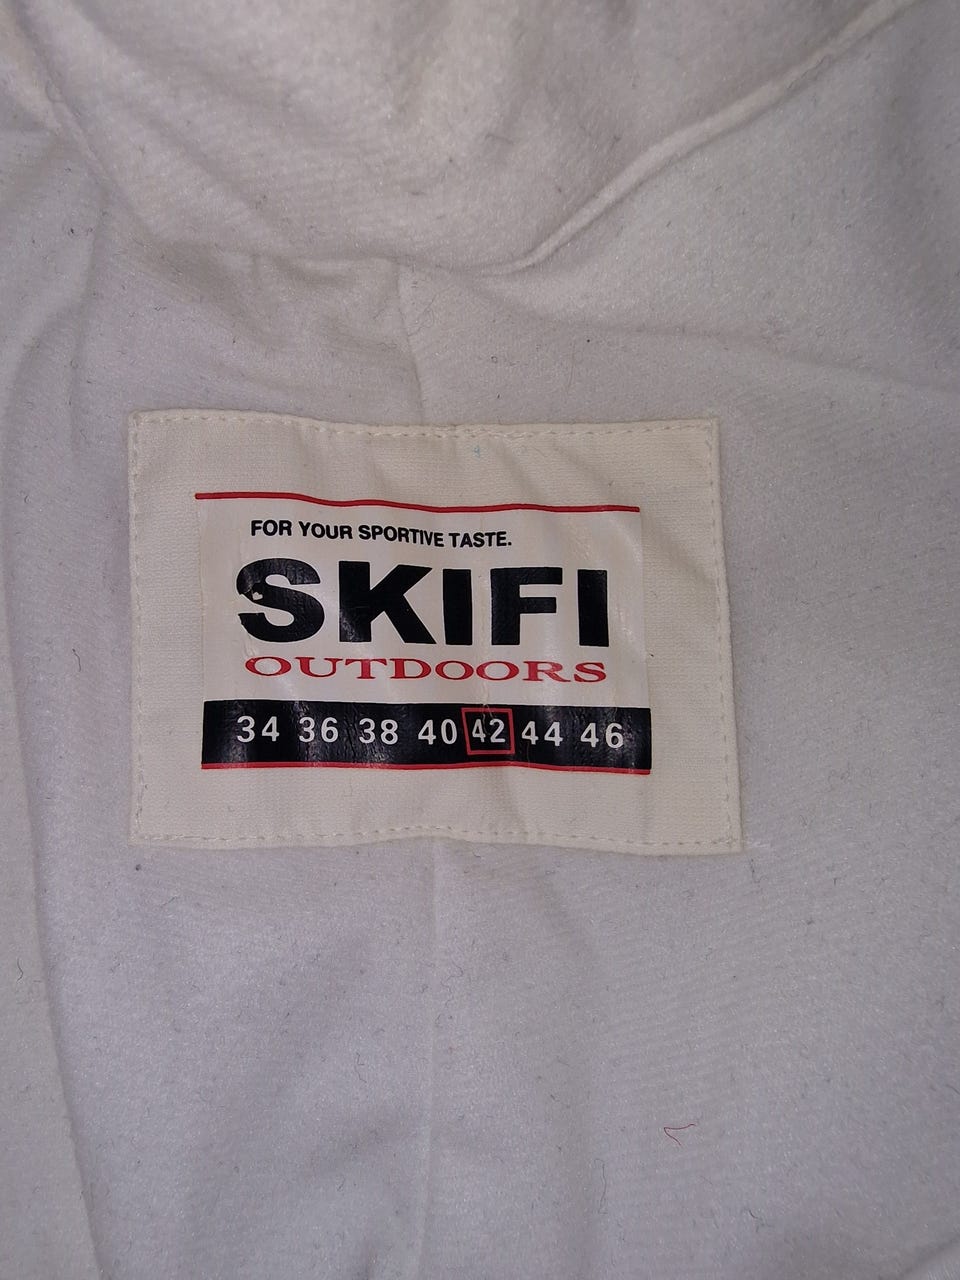 FOR YOUR SPORTIVE TASTE.
SKIFI
OUTDOORS
34 36 38 40 42 44 46